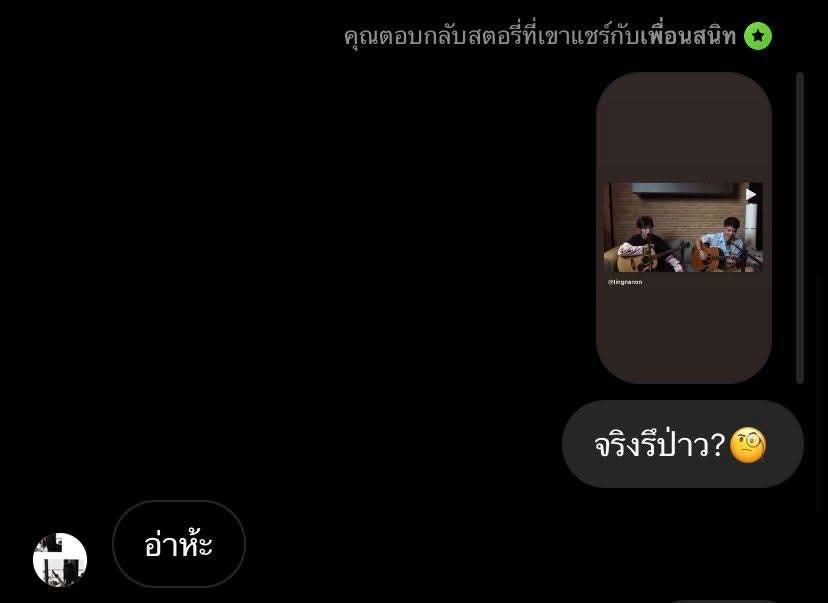 คุณตอบกลับสตอรี่ที่เขาแชร์กับเพื่อนสนิท
@tingnanon
จริงรึป่าว?🧐
อ่าห้ะ